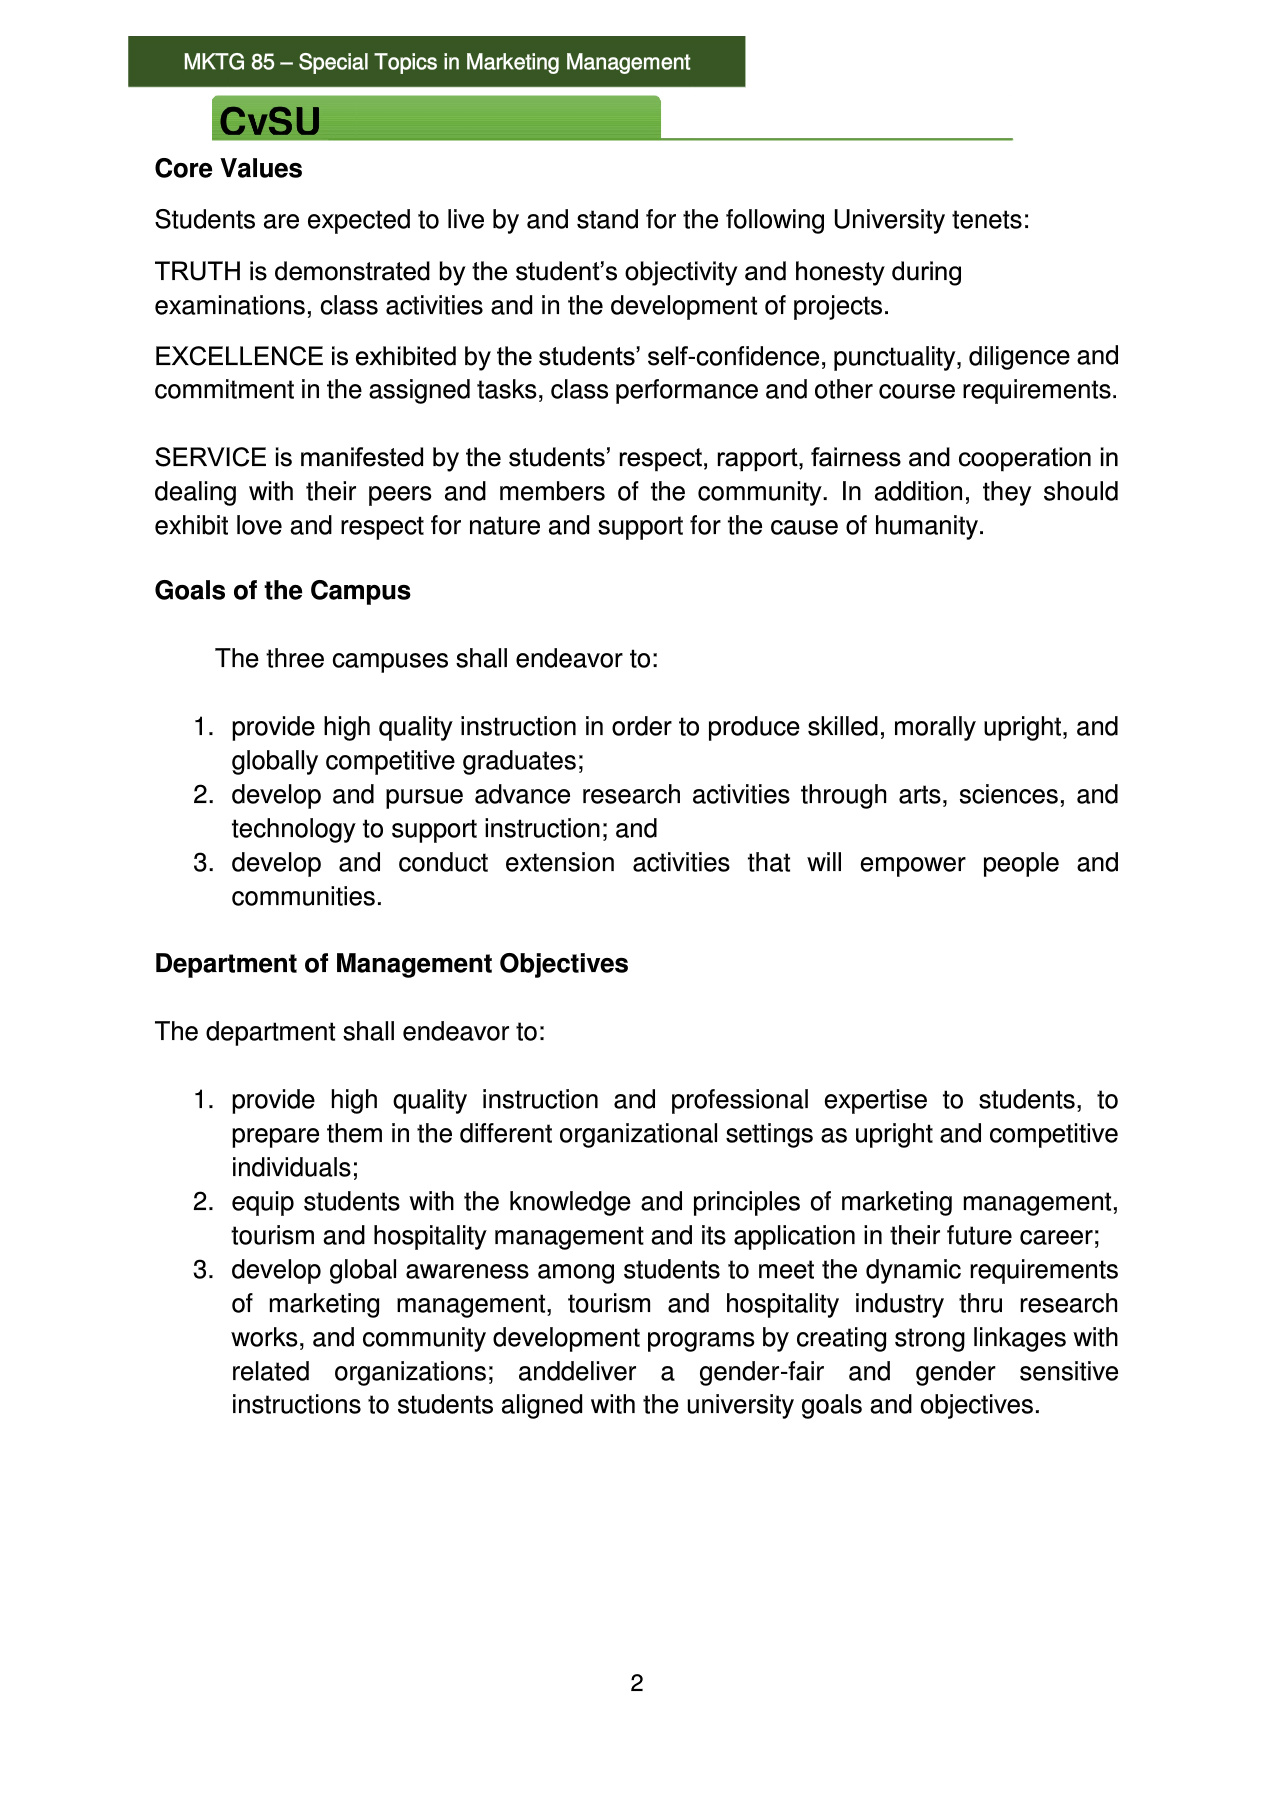 MKTG 85 – Special Topics in Marketing Management
CvSU
Core Values
Students are expected to live by and stand for the following University tenets:
TRUTH is demonstrated by the student’s objectivity and honesty during
examinations, class activities and in the development of projects.
EXCELLENCE is exhibited by the students’ self-confidence, punctuality, diligence and
commitment in the assigned tasks, class performance and other course requirements.
SERVICE is manifested by the students’ respect, rapport, fairness and cooperation in
dealing with their peers and members of the community. In addition, they should
exhibit love and respect for nature and support for the cause of humanity.
Goals of the Campus
The three campuses shall endeavor to:
1. provide high quality instruction in order to produce skilled, morally upright, and
globally competitive graduates;
2. develop and pursue advance research activities through arts, sciences, and
technology to support instruction; and
3. develop and conduct extension activities that will empower people and
communities.
Department of Management Objectives
The department shall endeavor to:
1. provide high quality instruction and professional expertise to students, to
prepare them in the different organizational settings as upright and competitive
individuals;
2. equip students with the knowledge and principles of marketing management,
tourism and hospitality management and its application in their future career;
3. develop global awareness among students to meet the dynamic requirements
of marketing management, tourism and hospitality industry thru research
works, and community development programs by creating strong linkages with
related organizations; anddeliver a gender-fair and gender sensitive
instructions to students aligned with the university goals and objectives.
2